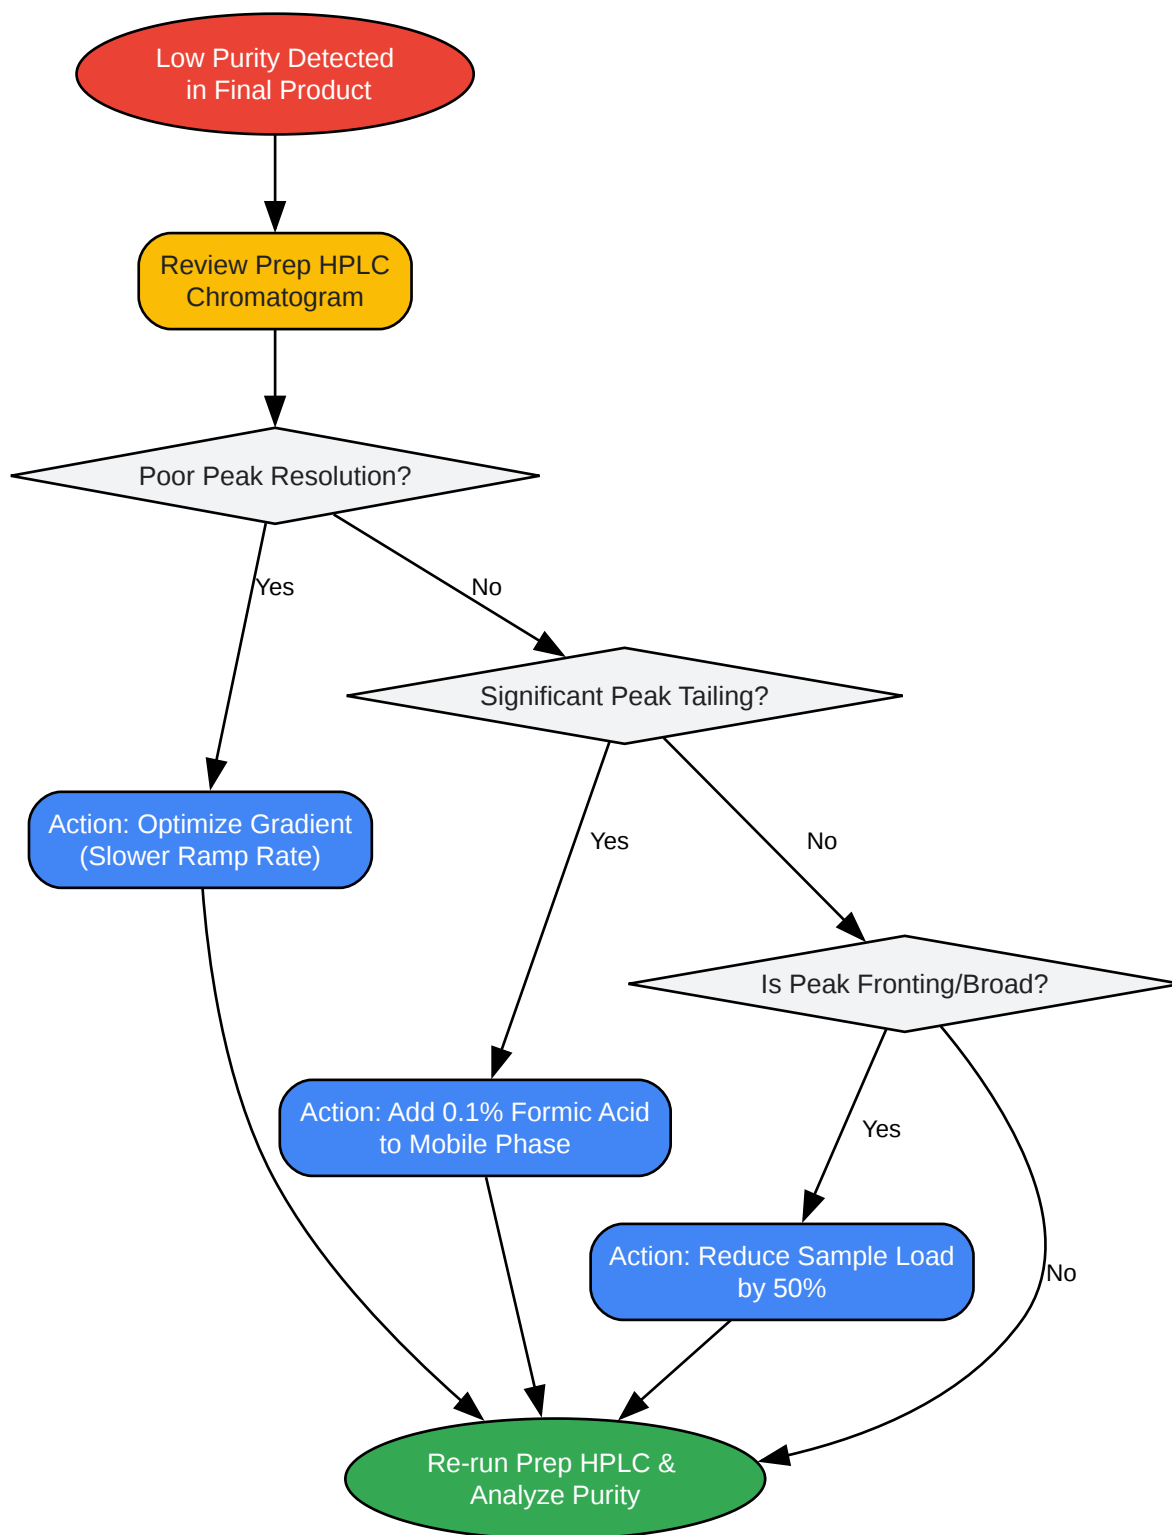 Low Purity Detected
in Final Product
Review Prep HPLC
Chromatogram
Poor Peak Resolution?
Yes
No
Significant Peak Tailing?
Action: Optimize Gradient
(Slower Ramp Rate)
Yes
No
Is Peak Fronting/Broad?
Action: Add 0.1% Formic Acid
to Mobile Phase
Yes
Action: Reduce Sample Load
by 50%
No
Re-run Prep HPLC &
Analyze Purity